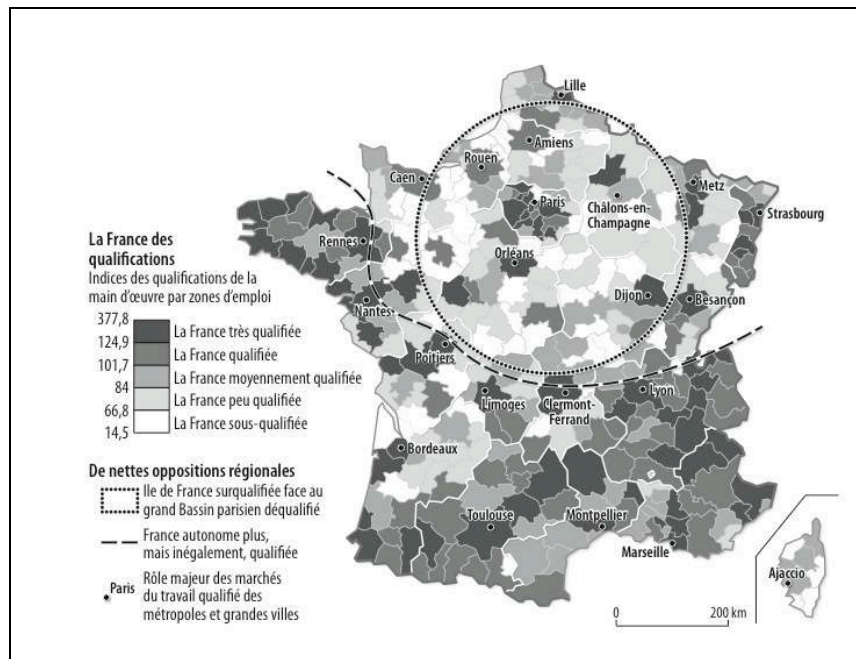 Lille
Amiens
Rouen
Caen
Metz
Paris
Châlons-en-
Champagne
Strasbourg
Rennes
Orléans
Dijon
Besançon
Nantes
Poitiers
Limoges
Clermont-
Ferrand
Lyon
Bordeaux
Toulouse
Montpellier
Marseille
Ajaccio
0 200 km
La France des
qualifications
Indices des qualifications de la
main d'œuvre par zones d'emploi
377,8
La France très qualifiée
124,9
La France qualifiée
101,7
La France moyennement qualifiée
84
La France peu qualifiée
66,8
La France sous-qualifiée
14,5
De nettes oppositions régionales
Ile de France surqualifiée face au
grand Bassin parisien déqualifié
France autonome plus,
mais inégalement, qualifiée
Paris
Rôle majeur des marchés
du travail qualifié des
métropoles et grandes villes